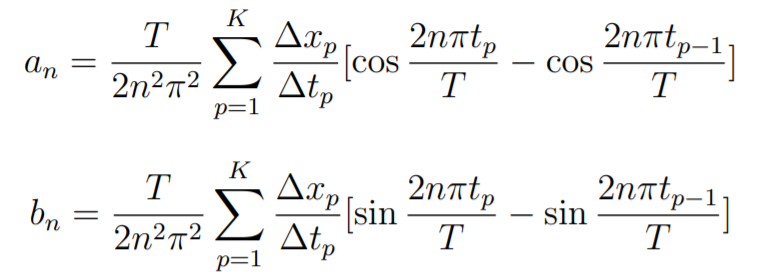 a_n = \frac{T}{2n^2\pi^2} \sum_{p=1}^{K} \frac{\Delta x_p}{\Delta t_p} [\cos \frac{2n\pi t_p}{T} - \cos \frac{2n\pi t_{p-1}}{T}]
b_n = \frac{T}{2n^2\pi^2} \sum_{p=1}^{K} \frac{\Delta x_p}{\Delta t_p} [\sin \frac{2n\pi t_p}{T} - \sin \frac{2n\pi t_{p-1}}{T}]